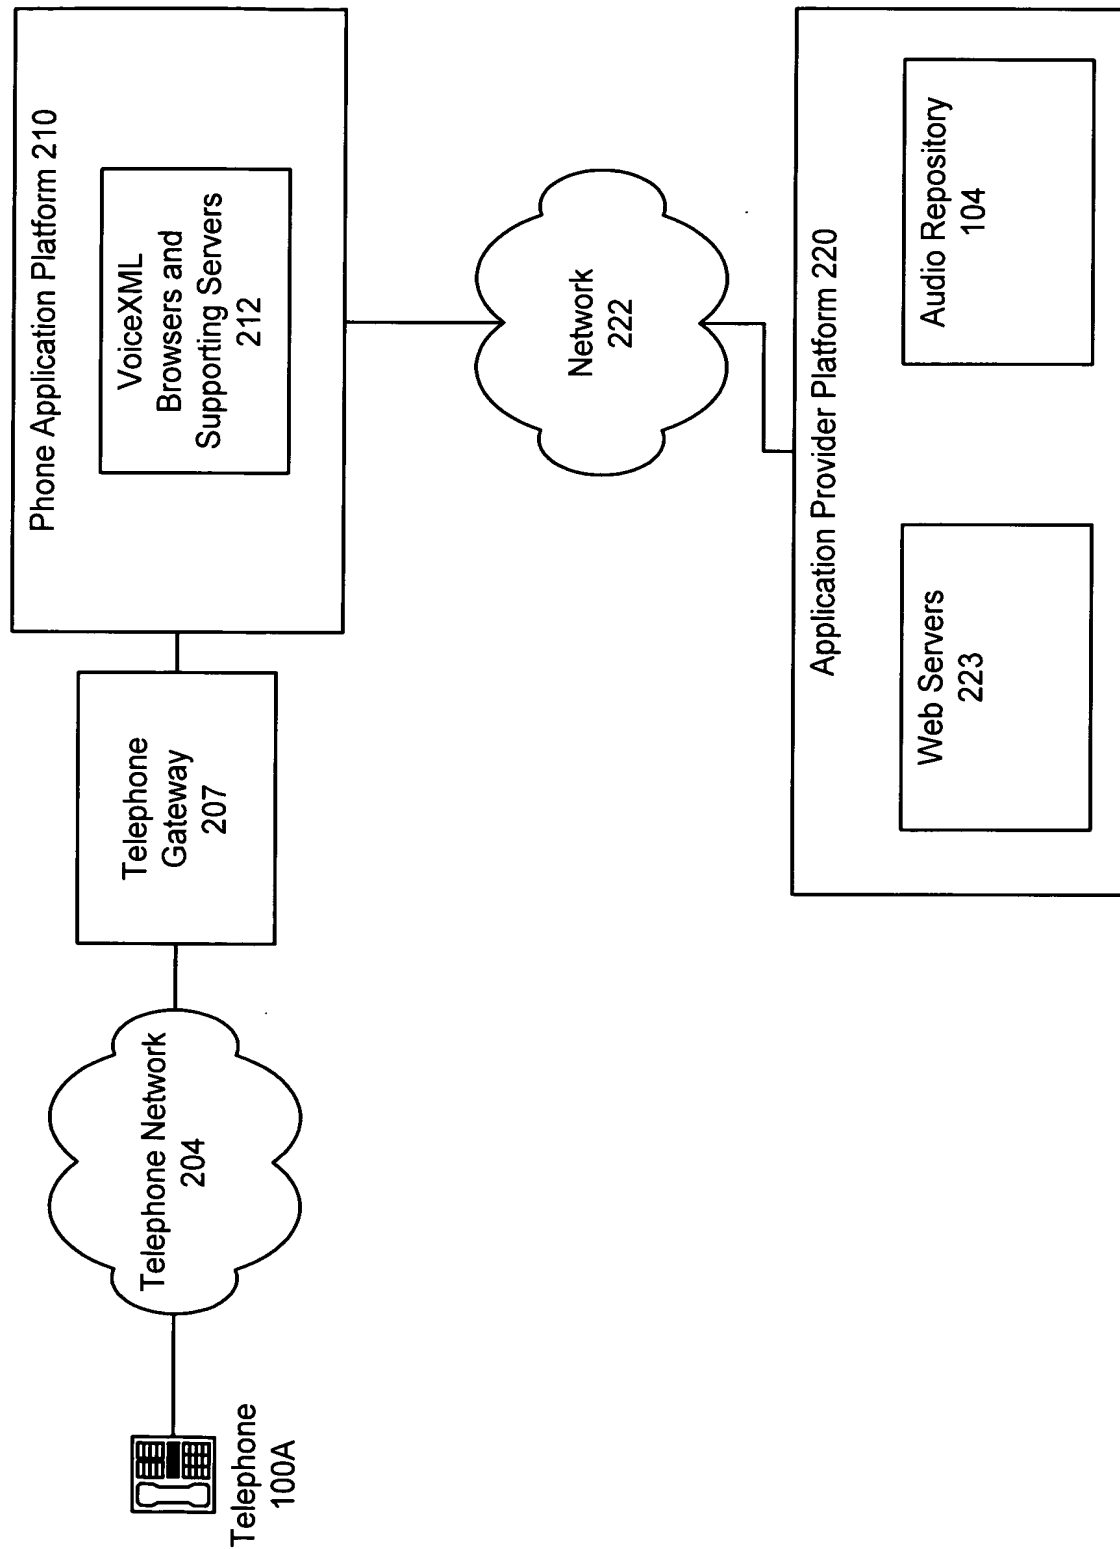 Telephone
100A
Telephone Network
204
Telephone
Gateway
207
Phone Application Platform 210
VoiceXML
Browsers and
Supporting Servers
212
Network
222
Application Provider Platform 220
Web Servers
223
Audio Repository
104